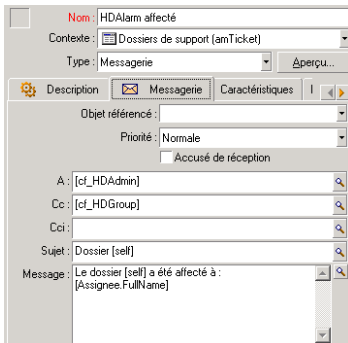 Nom : HDAlarm affecté
Contexte : Dossiers de support (amTicket)
Type : Messagerie Aperçu...
Description Messagerie Caractéristiques
Objet référencé :
Priorité : Normale
Accusé de réception
A : [cf_HDAdmin]
Cc : [cf_HDGroup]
Cci :
Sujet : Dossier [self]
Message : Le dossier [self] a été affecté à :
[Assignee.FullName]